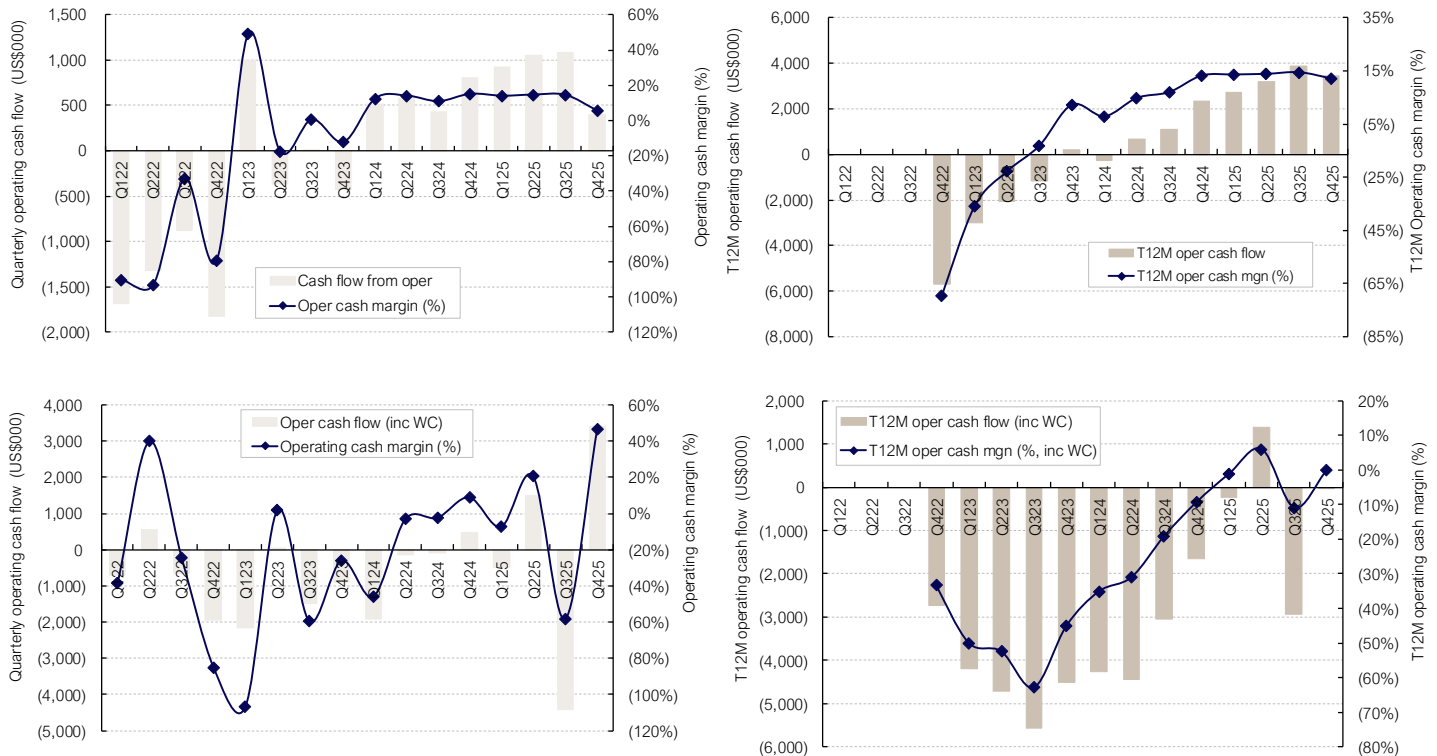 Quarterly operating cash flow (US$000)
1,500
1,000
500
0
(500)
(1,000)
(1,500)
(2,000)
Q122
Q222
Q322
Q422
Q123
Q223
Q323
Q423
Q124
Q224
Q324
Q424
Q125
Q225
Q325
Q425
Cash flow from oper
Oper cash margin (%)
60%
40%
20%
0%
(20%)
(40%)
(60%)
(80%)
(100%)
(120%)
Operating cash margin (%)
T12M operating cash flow (US$000)
6,000
4,000
2,000
0
(2,000)
(4,000)
(6,000)
(8,000)
Q122
Q222
Q322
Q422
Q123
Q223
Q323
Q423
Q124
Q224
Q324
Q424
Q125
Q225
Q325
Q425
T12M oper cash flow
T12M oper cash mgn (%)
35%
15%
(5%)
(25%)
(45%)
(65%)
(85%)
T12M Operating cash margin (%)
Quarterly operating cash flow (US$000)
4,000
3,000
2,000
1,000
0
(1,000)
(2,000)
(3,000)
(4,000)
(5,000)
Q122
Q222
Q322
Q422
Q123
Q223
Q323
Q423
Q124
Q224
Q324
Q424
Q125
Q225
Q325
Q425
Oper cash flow (inc WC)
Operating cash margin (%)
60%
40%
20%
0%
(20%)
(40%)
(60%)
(80%)
(100%)
(120%)
Operating cash margin (%)
T12M operating cash flow (US$000)
2,000
1,000
0
(1,000)
(2,000)
(3,000)
(4,000)
(5,000)
(6,000)
Q122
Q222
Q322
Q422
Q123
Q223
Q323
Q423
Q124
Q224
Q324
Q424
Q125
Q225
Q325
Q425
T12M oper cash flow (inc WC)
T12M oper cash mgn (%, inc WC)
20%
10%
0%
(10%)
(20%)
(30%)
(40%)
(50%)
(60%)
(70%)
(80%)
T12M operating cash margin (%)